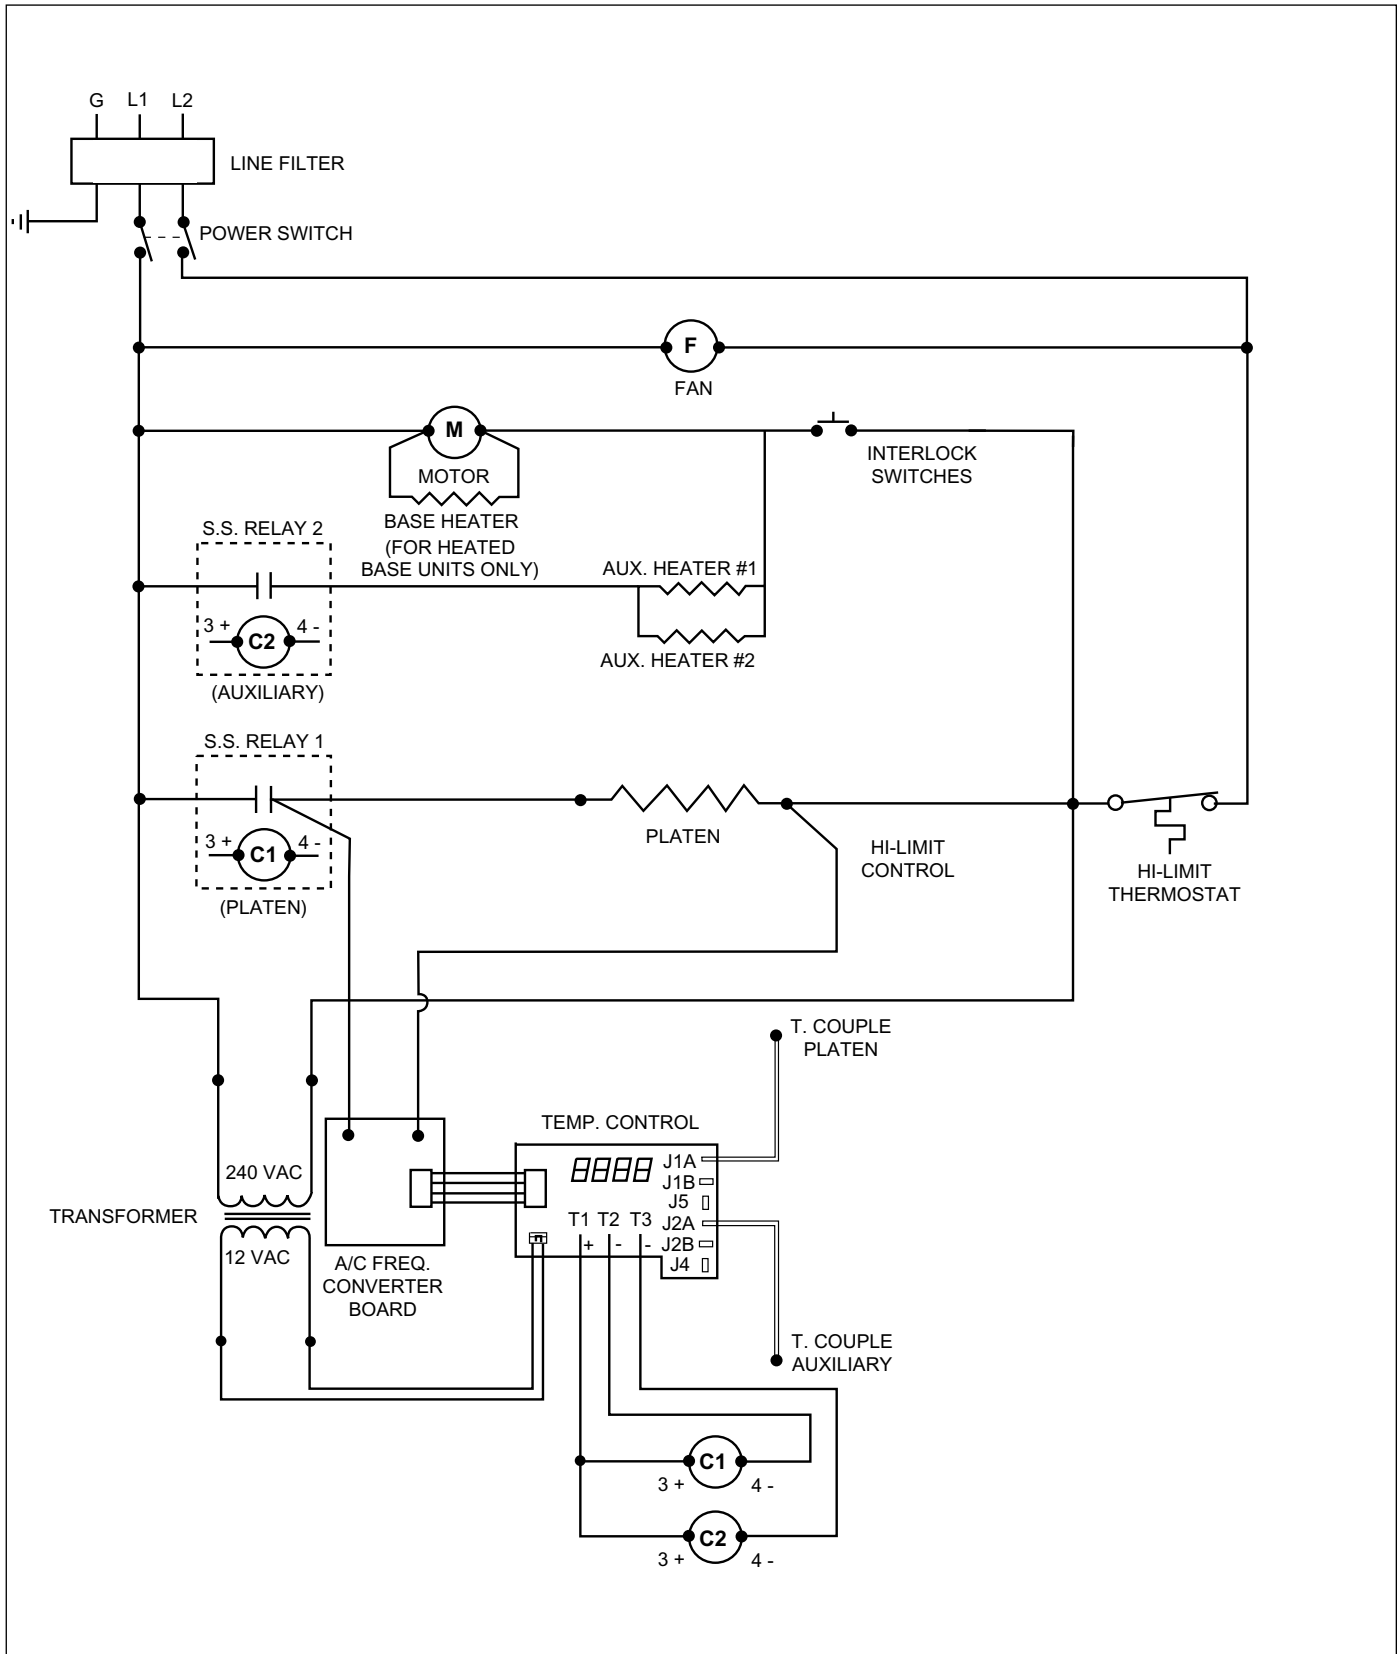 G L1 L2
LINE FILTER
POWER SWITCH
F
FAN
M
MOTOR
INTERLOCK
SWITCHES
BASE HEATER
(FOR HEATED
BASE UNITS ONLY)
S.S. RELAY 2
3 + C2 4 -
(AUXILIARY)
AUX. HEATER #1
AUX. HEATER #2
S.S. RELAY 1
3 + C1 4 -
(PLATEN)
PLATEN
HI-LIMIT
CONTROL
HI-LIMIT
THERMOSTAT
T. COUPLE
PLATEN
TEMP. CONTROL
8888
J1A
J1B
J5
T1 T2 T3
+ - -
J2A
J2B
J4
240 VAC
TRANSFORMER
12 VAC
A/C FREQ.
CONVERTER
BOARD
T. COUPLE
AUXILIARY
C1
3 + 4 -
C2
3 + 4 -